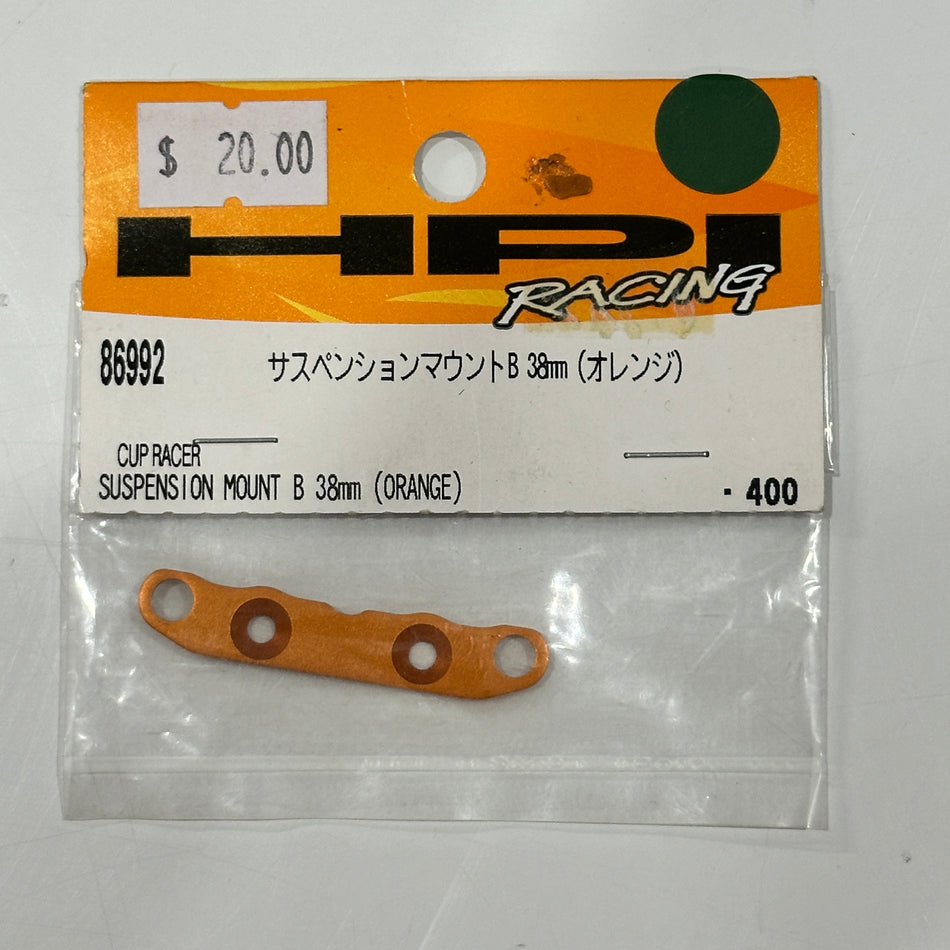 $ 20.00
HPI
RACING
86992 サスペンションマウントB 38mm (オレンジ)
CUP RACER
SUSPENSION MOUNT B 38mm (ORANGE) · 400